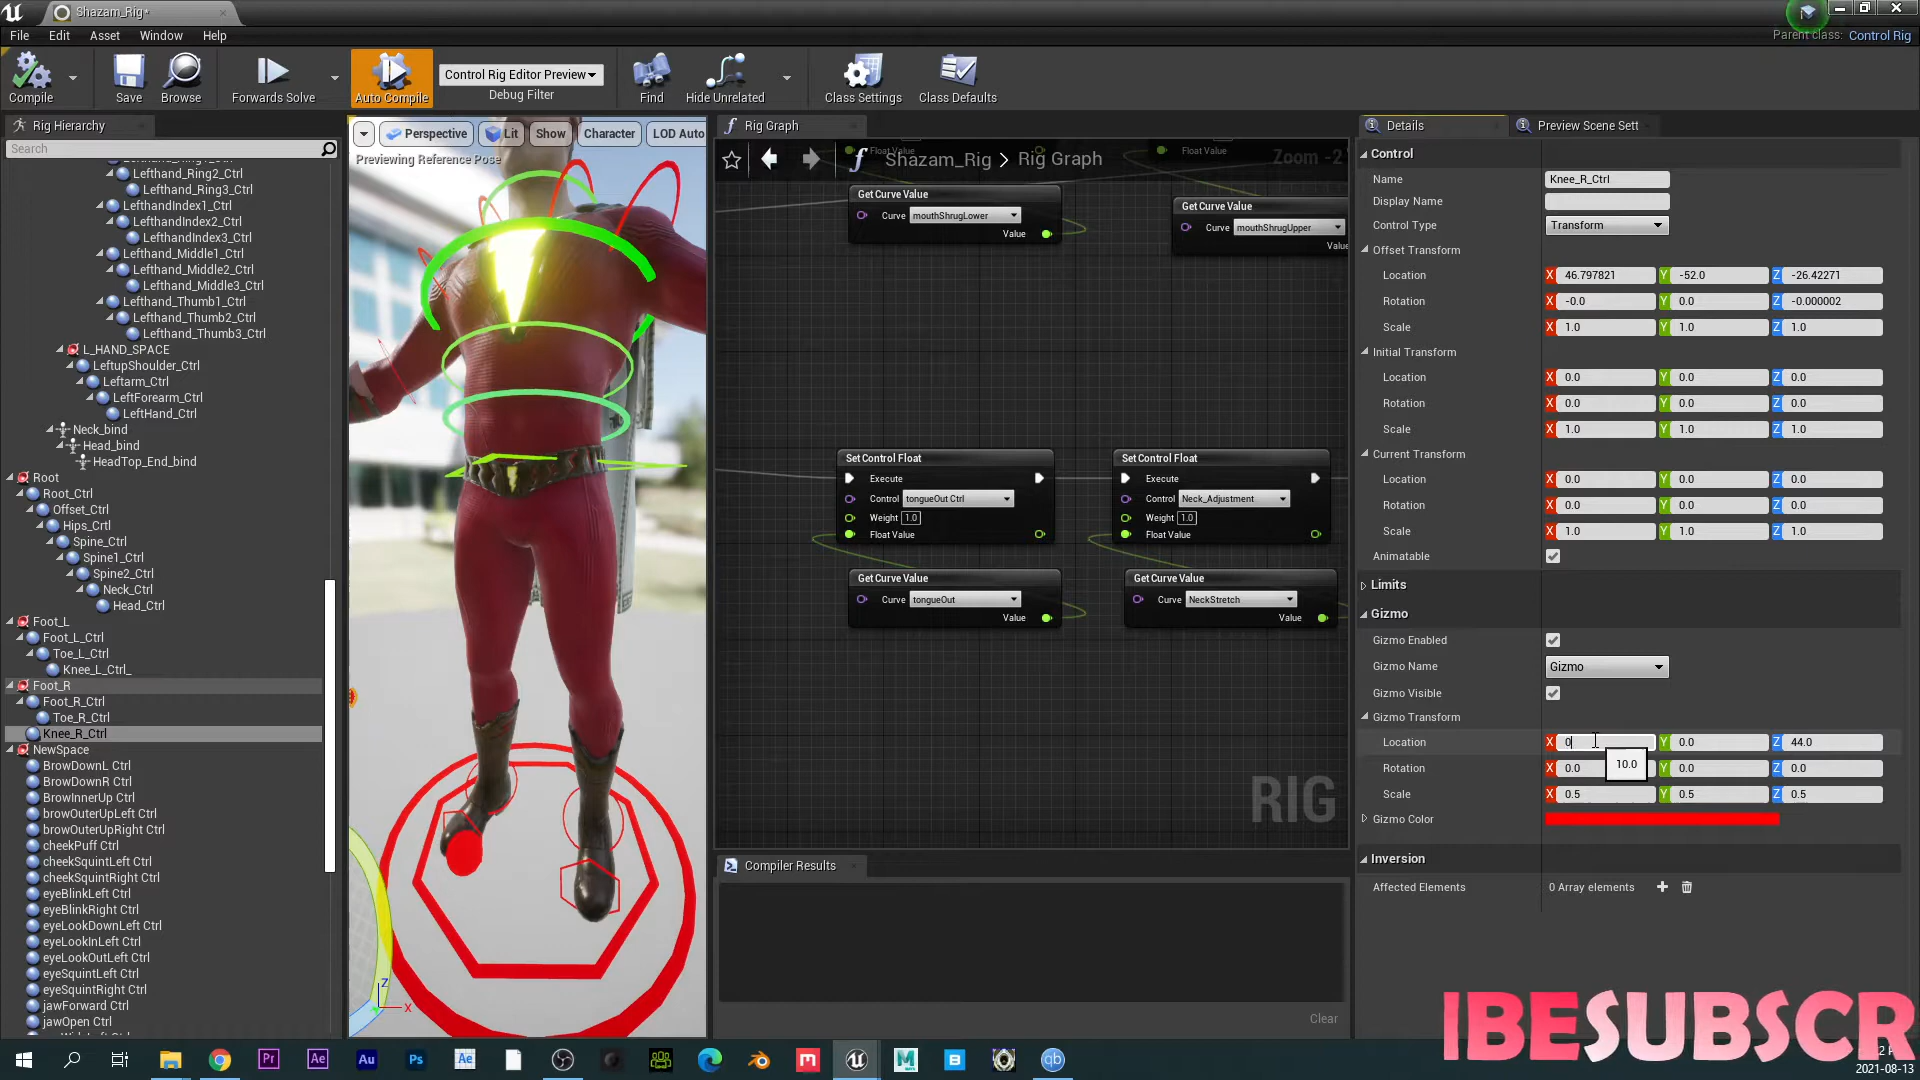 Shazam_Rig*
File Edit Asset Window Help
Parent class: Control Rig
Compile
Save
Browse
Forwards Solve
Auto Compile
Control Rig Editor Preview
Debug Filter
Find
Hide Unrelated
Class Settings
Class Defaults
Rig Hierarchy
Search
Lefthand_Ring2_Ctrl
Lefthand_Ring3_Ctrl
LefthandIndex1_Ctrl
LefthandIndex2_Ctrl
LefthandIndex3_Ctrl
Lefthand_Middle1_Ctrl
Lefthand_Middle2_Ctrl
Lefthand_Middle3_Ctrl
Lefthand_Thumb1_Ctrl
Lefthand_Thumb2_Ctrl
Lefthand_Thumb3_Ctrl
L_HAND_SPACE
LeftupShoulder_Ctrl
Leftarm_Ctrl
LeftForearm_Ctrl
LeftHand_Ctrl
Neck_bind
Head_bind
HeadTop_End_bind
Root
Root_Ctrl
Offset_Ctrl
Hips_Crtl
Spine_Ctrl
Spine1_Ctrl
Spine2_Ctrl
Neck_Ctrl
Head_Ctrl
Foot_L
Foot_L_Ctrl
Toe_L_Ctrl
Knee_L_Ctrl_
Foot_R
Foot_R_Ctrl
Toe_R_Ctrl
Knee_R_Ctrl
NewSpace
BrowDownL Ctrl
BrowDownR Ctrl
BrowInnerUp Ctrl
browOuterUpLeft Ctrl
browOuterUpRight Ctrl
cheekPuff Ctrl
cheekSquintLeft Ctrl
cheekSquintRight Ctrl
eyeBlinkLeft Ctrl
eyeBlinkRight Ctrl
eyeLookDownLeft Ctrl
eyeLookInLeft Ctrl
eyeLookOutLeft Ctrl
eyeSquintLeft Ctrl
eyeSquintRight Ctrl
jawForward Ctrl
jawOpen Ctrl
Perspective Lit Show Character LOD Auto
Previewing Reference Pose
Z
X
Rig Graph
Shazam_Rig > Rig Graph
Zoom -2
Float Value
Float Value
Get Curve Value
Curve mouthShrugLower
Value
Get Curve Value
Curve mouthShrugUpper
Value
Set Control Float
Execute
Control tongueOut Ctrl
Weight 1.0
Float Value
Set Control Float
Execute
Control Neck_Adjustment
Weight 1.0
Float Value
Get Curve Value
Curve tongueOut
Value
Get Curve Value
Curve NeckStretch
Value
RIG
Compiler Results
Clear
Details
Preview Scene Sett
Control
Name Knee_R_Ctrl
Display Name
Control Type Transform
Offset Transform
Location X 46.797821 Y -52.0 Z -26.42271
Rotation X -0.0 Y 0.0 Z -0.000002
Scale X 1.0 Y 1.0 Z 1.0
Initial Transform
Location X 0.0 Y 0.0 Z 0.0
Rotation X 0.0 Y 0.0 Z 0.0
Scale X 1.0 Y 1.0 Z 1.0
Current Transform
Location X 0.0 Y 0.0 Z 0.0
Rotation X 0.0 Y 0.0 Z 0.0
Scale X 1.0 Y 1.0 Z 1.0
Animatable
Limits
Gizmo
Gizmo Enabled
Gizmo Name Gizmo
Gizmo Visible
Gizmo Transform
Location X 0 Y 0.0 Z 44.0
10.0
Rotation X 0.0 Y 0.0 Z 0.0
Scale X 0.5 Y 0.5 Z 0.5
Gizmo Color
Inversion
Affected Elements 0 Array elements
IBESUBSCR
Pr Ae Au Ps Ae
2021-08-13